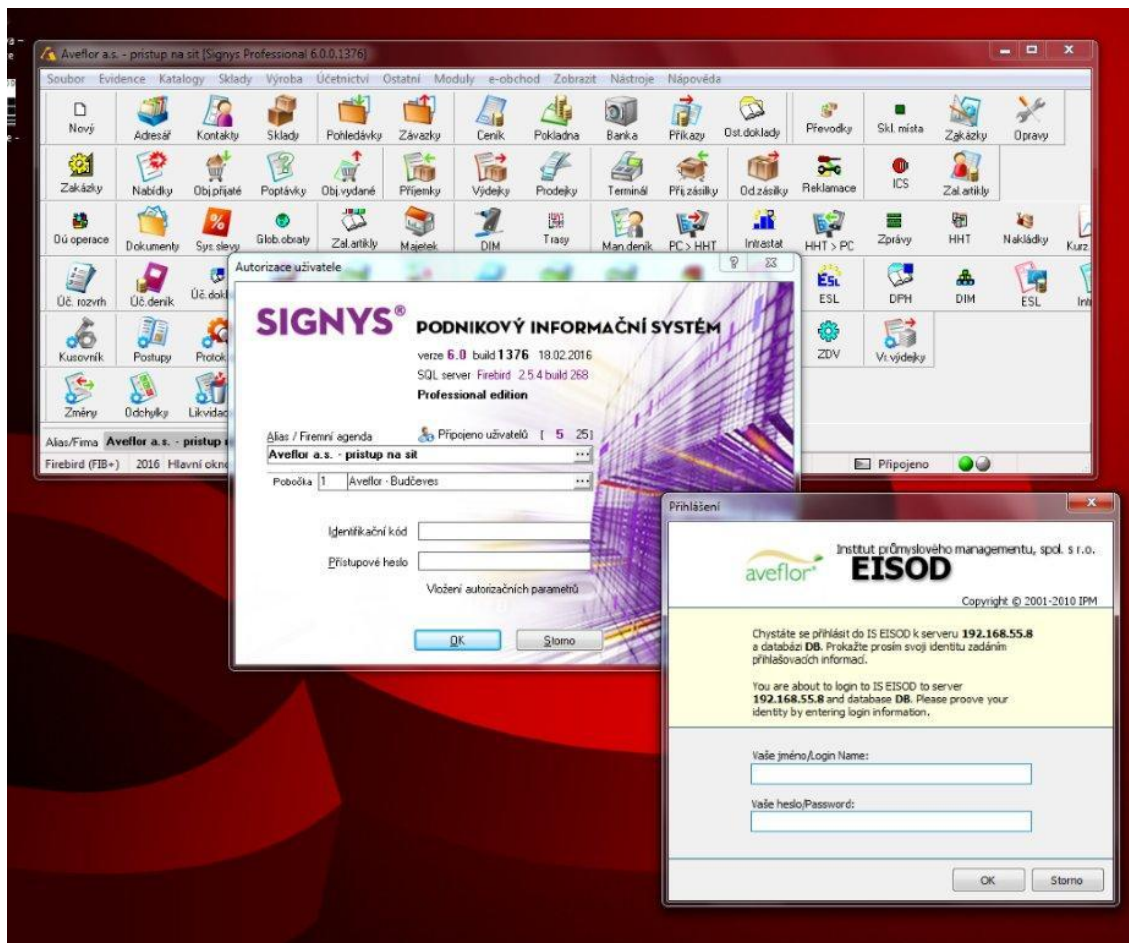 Aveflor a.s. - pristup na sit [Signys Professional 6.0.0.1376]
Soubor Evidence Katalogy Sklady Výroba Účetnictví Ostatní Moduly e-obchod Zobrazit Nástroje Nápověda
Nový Adresář Kontakty Sklady Pohledávky Závazky Ceník Pokladna Banka Příkazy Ost.doklady Převodky Skl. místa Zakázky Opravy
Zakázky Nabídky Obj.přijaté Poptávky Obj.vydané Příjemky Výdejky Prodejky Terminál Přij.zásilky Od.zásilky Reklamace ICS Zal.artikly
Dú operace Dokumenty Sys.slevy Glob.obraty Zal.artikly Majetek DIM Trasy Man.deník PC > HHT Intrastat HHT > PC Zprávy HHT Nakládky Kurz.
Autorizace uživatele
Úč. rozvrh Úč.deník Úč.dokl ESL DPH DIM ESL Int
Kusovník Postupy Protok ZDV Vr.výdejky
Změny Odchylky Likvidac
SIGNYS® PODNIKOVÝ INFORMAČNÍ SYSTÉM
verze 6.0 build 1376 18.02.2016
SQL server Firebird 2.5.4 build 268
Professional edition
Alias / Firemní agenda Připojeno uživatelů [ 5 25]
Aveflor a.s. - pristup na sit ...
Pobočka 1 Aveflor - Budčeves ...
Identifikační kód
Přístupové heslo
Vložení autorizačních parametrů
OK Storno
Alias/Firma Aveflor a.s. - pristup
Firebird (FIB+) 2016 Hlavní okno Připojeno
Přihlášení
aveflor
Institut průmyslového managementu, spol. s r.o.
EISOD
Copyright © 2001-2010 IPM
Chystáte se přihlásit do IS EISOD k serveru 192.168.55.8
a databázi DB. Prokažte prosím svoji identitu zadáním
přihlašovacích informací.
You are about to login to IS EISOD to server
192.168.55.8 and database DB. Please proove your
identity by entering login information.
Vaše jméno/Login Name:
Vaše heslo/Password:
OK Storno